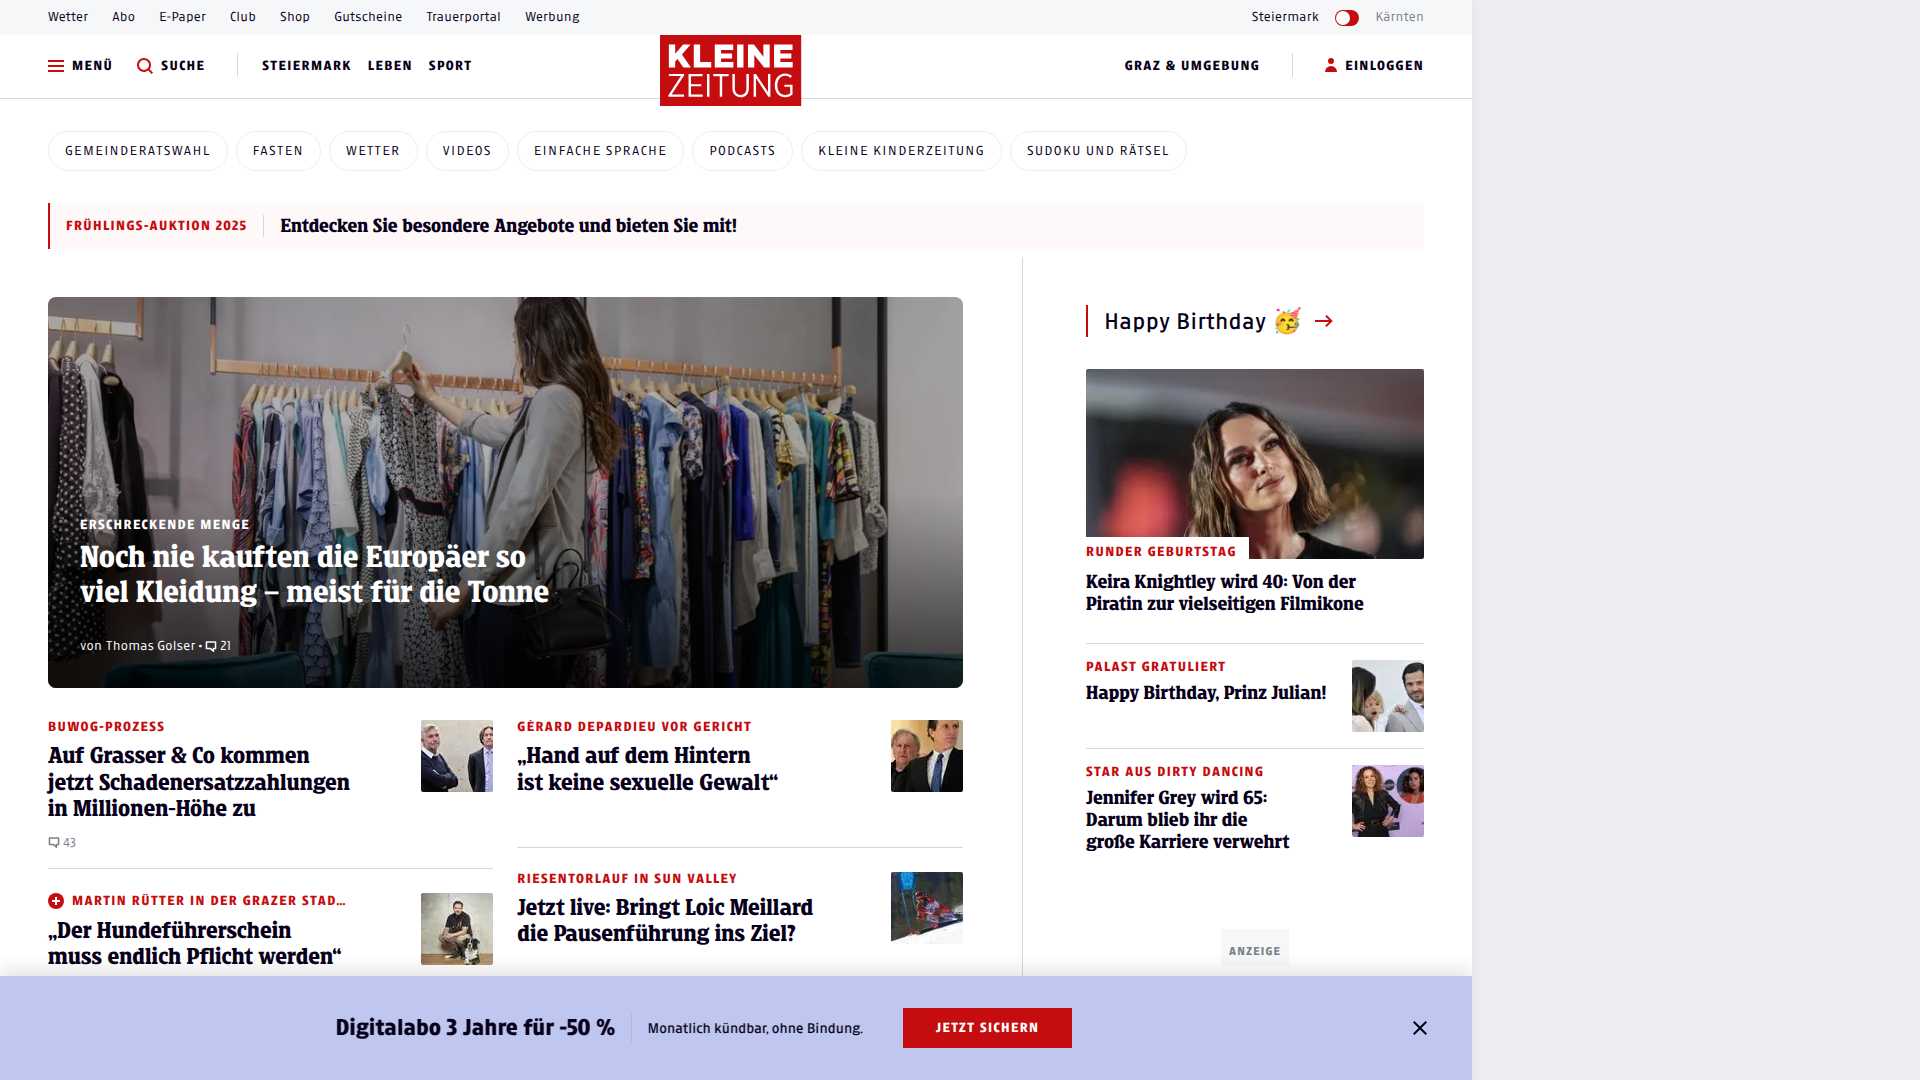 Wetter Abo E-Paper Club Shop Gutscheine Trauerportal Werbung Steiermark Kärnten
MENÜ SUCHE STEIERMARK LEBEN SPORT KLEINE ZEITUNG GRAZ & UMGEBUNG EINLOGGEN
GEMEINDERATSWAHL FASTEN WETTER VIDEOS EINFACHE SPRACHE PODCASTS KLEINE KINDERZEITUNG SUDOKU UND RÄTSEL
FRÜHLINGS-AUKTION 2025 Entdecken Sie besondere Angebote und bieten Sie mit!
ERSCHRECKENDE MENGE
Noch nie kauften die Europäer so
viel Kleidung – meist für die Tonne
von Thomas Golser • 21
BUWOG-PROZESS
Auf Grasser & Co kommen
jetzt Schadenersatzzahlungen
in Millionen-Höhe zu
43
MARTIN RÜTTER IN DER GRAZER STAD…
„Der Hundeführerschein
muss endlich Pflicht werden“
GÉRARD DEPARDIEU VOR GERICHT
„Hand auf dem Hintern
ist keine sexuelle Gewalt“
RIESENTORLAUF IN SUN VALLEY
Jetzt live: Bringt Loic Meillard
die Pausenführung ins Ziel?
Happy Birthday 🥳 →
RUNDER GEBURTSTAG
Keira Knightley wird 40: Von der
Piratin zur vielseitigen Filmikone
PALAST GRATULIERT
Happy Birthday, Prinz Julian!
STAR AUS DIRTY DANCING
Jennifer Grey wird 65:
Darum blieb ihr die
große Karriere verwehrt
ANZEIGE
Digitalabo 3 Jahre für -50 % Monatlich kündbar, ohne Bindung. JETZT SICHERN